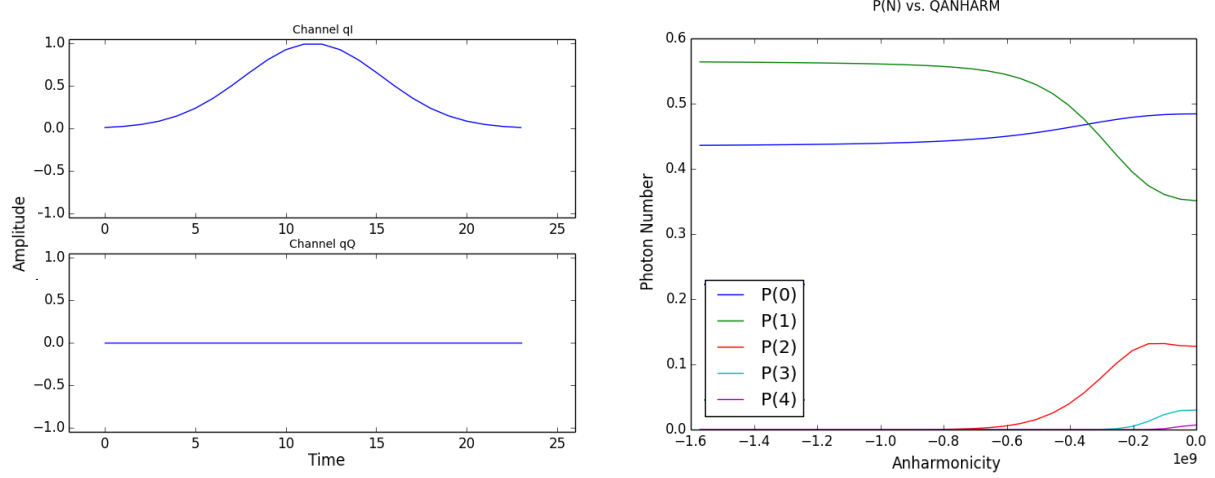 Channel qI
1.0
0.5
0.0
−0.5
−1.0
0 5 10 15 20 25
Amplitude
Channel qQ
1.0
0.5
0.0
−0.5
−1.0
0 5 10 15 20 25
Time
P(N) vs. QANHARM
0.6
0.5
0.4
0.3
0.2
0.1
0.0
Photon Number
P(0)
P(1)
P(2)
P(3)
P(4)
−1.6 −1.4 −1.2 −1.0 −0.8 −0.6 −0.4 −0.2 0.0
Anharmonicity
1e9